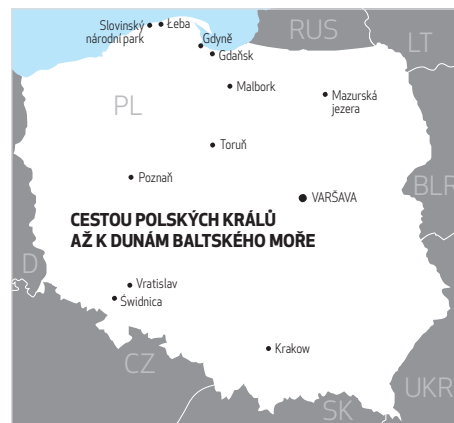 Slovinský
národní park
Łeba
RUS
LT
Gdyně
Gdaňsk
Malbork
Mazurská
jezera
PL
Toruň
Poznaň
BLR
VARŠAVA
CESTOU POLSKÝCH KRÁLŮ
AŽ K DUNÁM BALTSKÉHO MOŘE
D
Vratislav
Świdnica
Krakow
CZ
UKR
SK